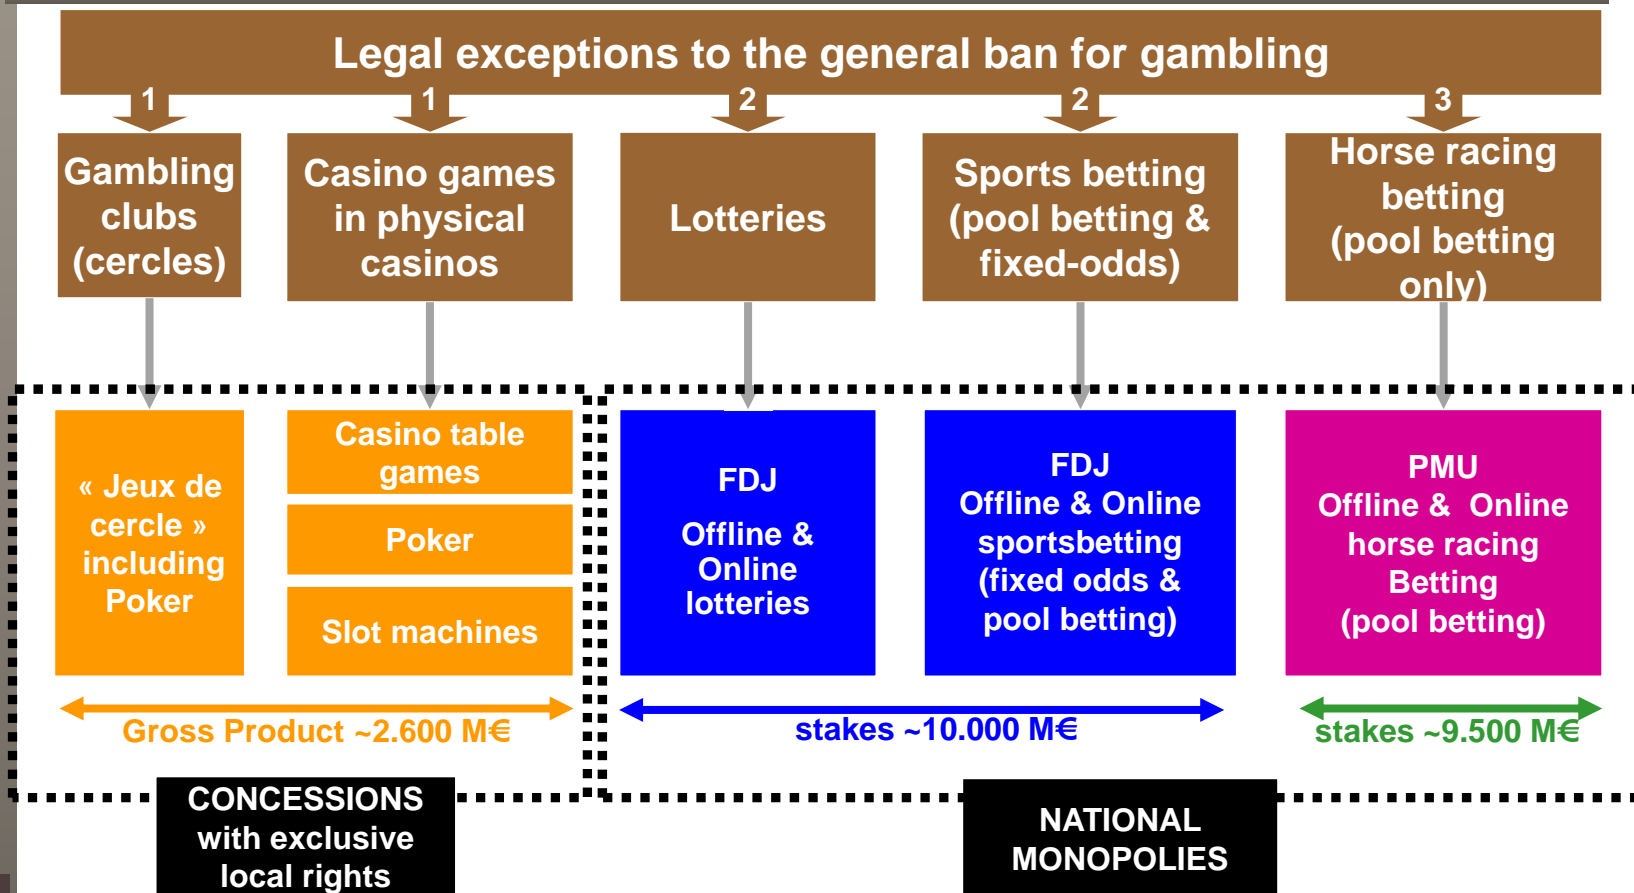 Legal exceptions to the general ban for gambling
1
1
2
2
3
Gambling
clubs
(cercles)
Casino games
in physical
casinos
Lotteries
Sports betting
(pool betting &
fixed-odds)
Horse racing
betting
(pool betting
only)
« Jeux de
cercle »
including
Poker
Casino table
games
Poker
Slot machines
FDJ
Offline &
Online
lotteries
FDJ
Offline & Online
sportsbetting
(fixed odds &
pool betting)
PMU
Offline & Online
horse racing
Betting
(pool betting)
Gross Product ~2.600 M€
stakes ~10.000 M€
stakes ~9.500 M€
CONCESSIONS
with exclusive
local rights
NATIONAL
MONOPOLIES